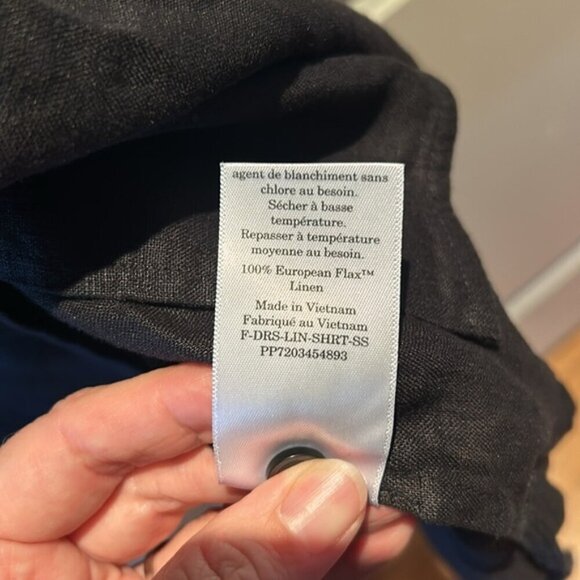 agent de blanchiment sans
chlore au besoin.
Sécher à basse
température.
Repasser à température
moyenne au besoin.
100% European Flax™
Linen
Made in Vietnam
Fabriqué au Vietnam
F-DRS-LIN-SHRT-SS
PP7203454893